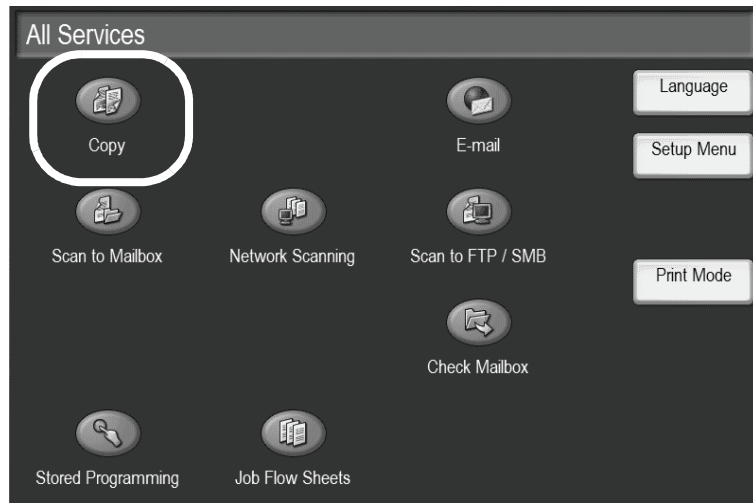 All Services
Copy
E-mail
Language
Setup Menu
Scan to Mailbox
Network Scanning
Scan to FTP / SMB
Print Mode
Check Mailbox
Stored Programming
Job Flow Sheets